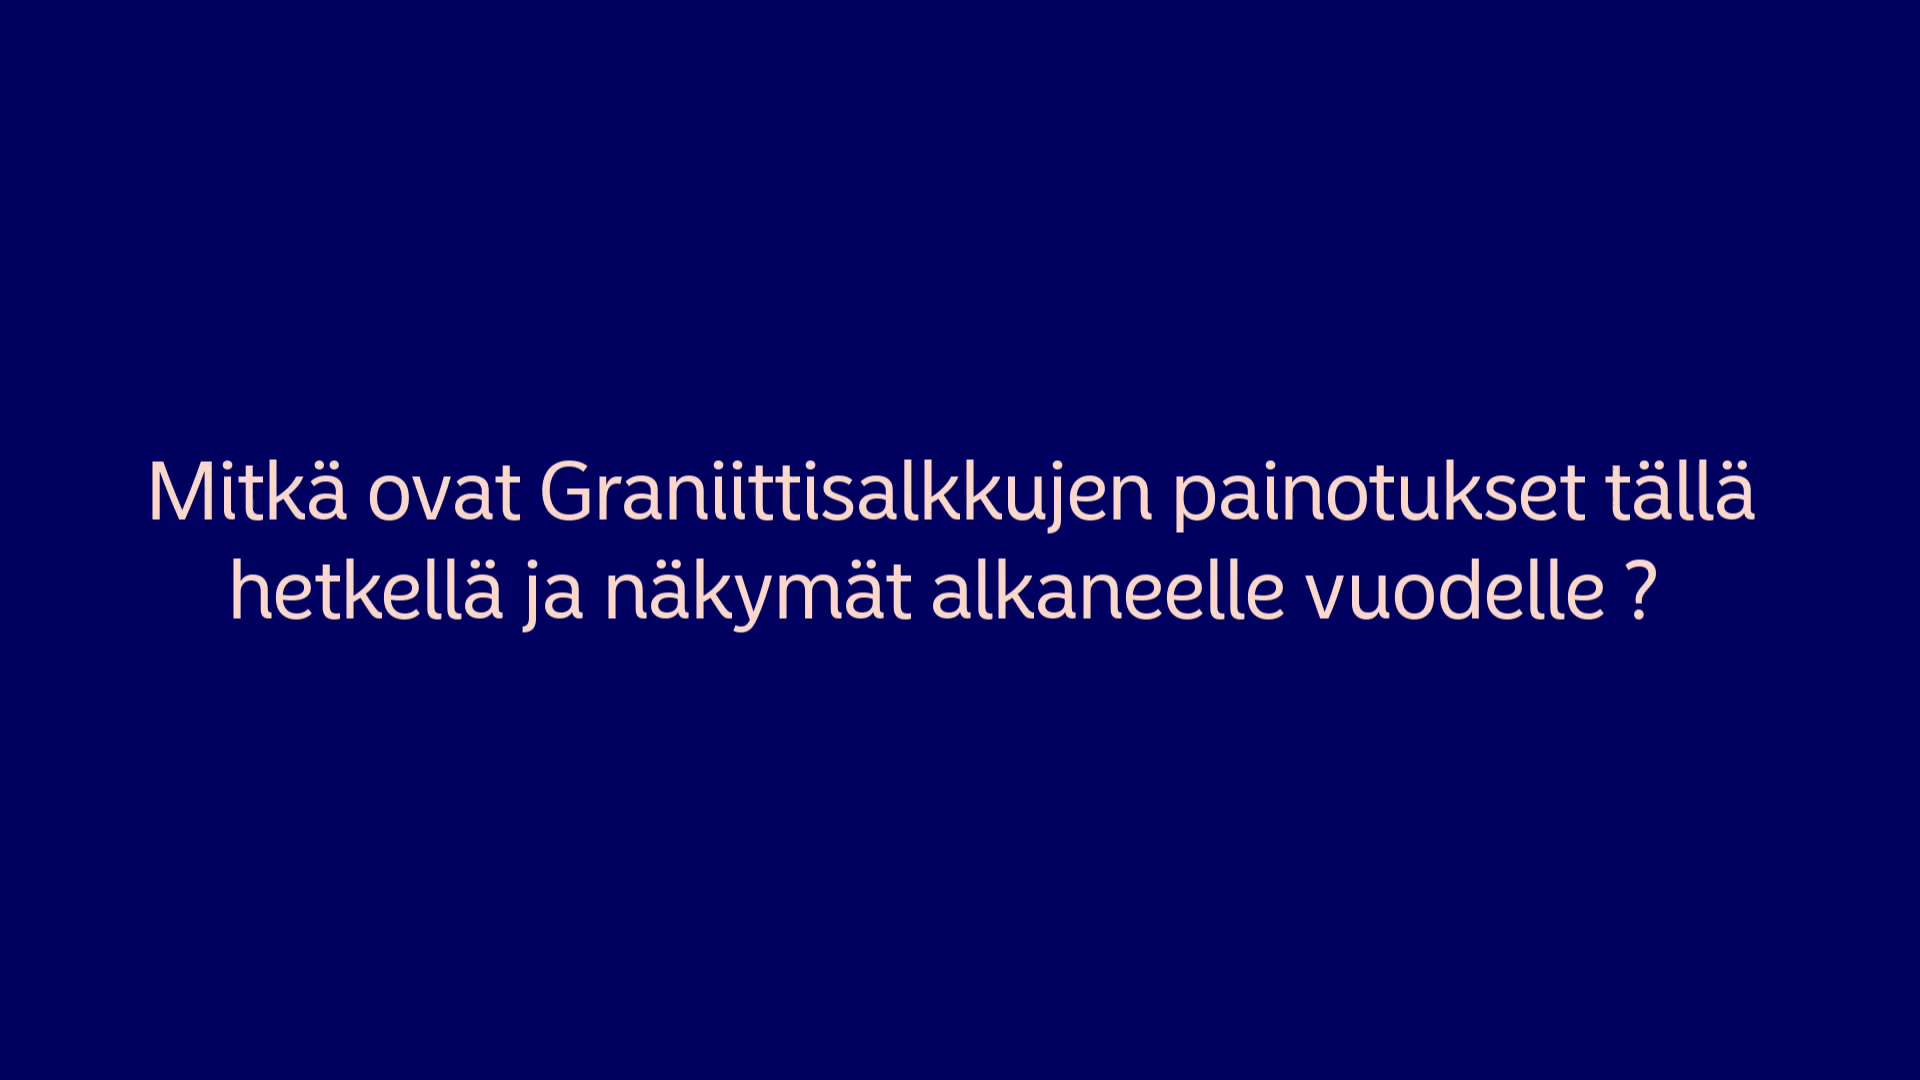 Mitkä ovat Graniittisalkkujen painotukset tällä
hetkellä ja näkymät alkaneelle vuodelle ?